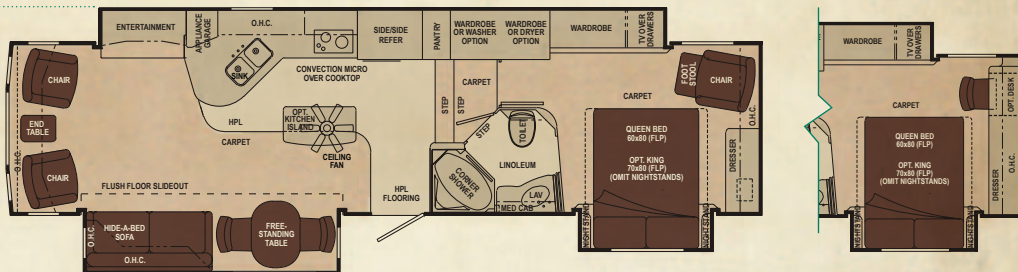 ENTERTAINMENT
APPLIANCE
GARAGE
O.H.C.
SINK
SIDE/SIDE
REFER
PANTRY
WARDROBE
OR WASHER
OPTION
WARDROBE
OR DRYER
OPTION
WARDROBE
TV OVER
DRAWERS
CONVECTION MICRO
OVER COOKTOP
CHAIR
END
TABLE
CHAIR
O.H.C.
HPL
CARPET
OPT.
KITCHEN
ISLAND
CEILING
FAN
HPL
FLOORING
FLUSH FLOOR SLIDEOUT
O.H.C.
HIDE-A-BED
SOFA
O.H.C.
FREE-
STANDING
TABLE
STEP
STEP
CARPET
STEP
TOILET
LINOLEUM
CORNER
SHOWER
LAV
MED CAB
CARPET
FOOT
STOOL
CHAIR
O.H.C.
DRESSER
QUEEN BED
60x80 (FLP)
OPT. KING
70x80 (FLP)
(OMIT NIGHTSTANDS)
NIGHTSTAND
NIGHTSTAND
WARDROBE
TV OVER
DRAWERS
CARPET
OPT. DESK
O.H.C.
DRESSER
QUEEN BED
60x80 (FLP)
OPT. KING
70x80 (FLP)
(OMIT NIGHTSTANDS)
NIGHTSTAND
NIGHTSTAND